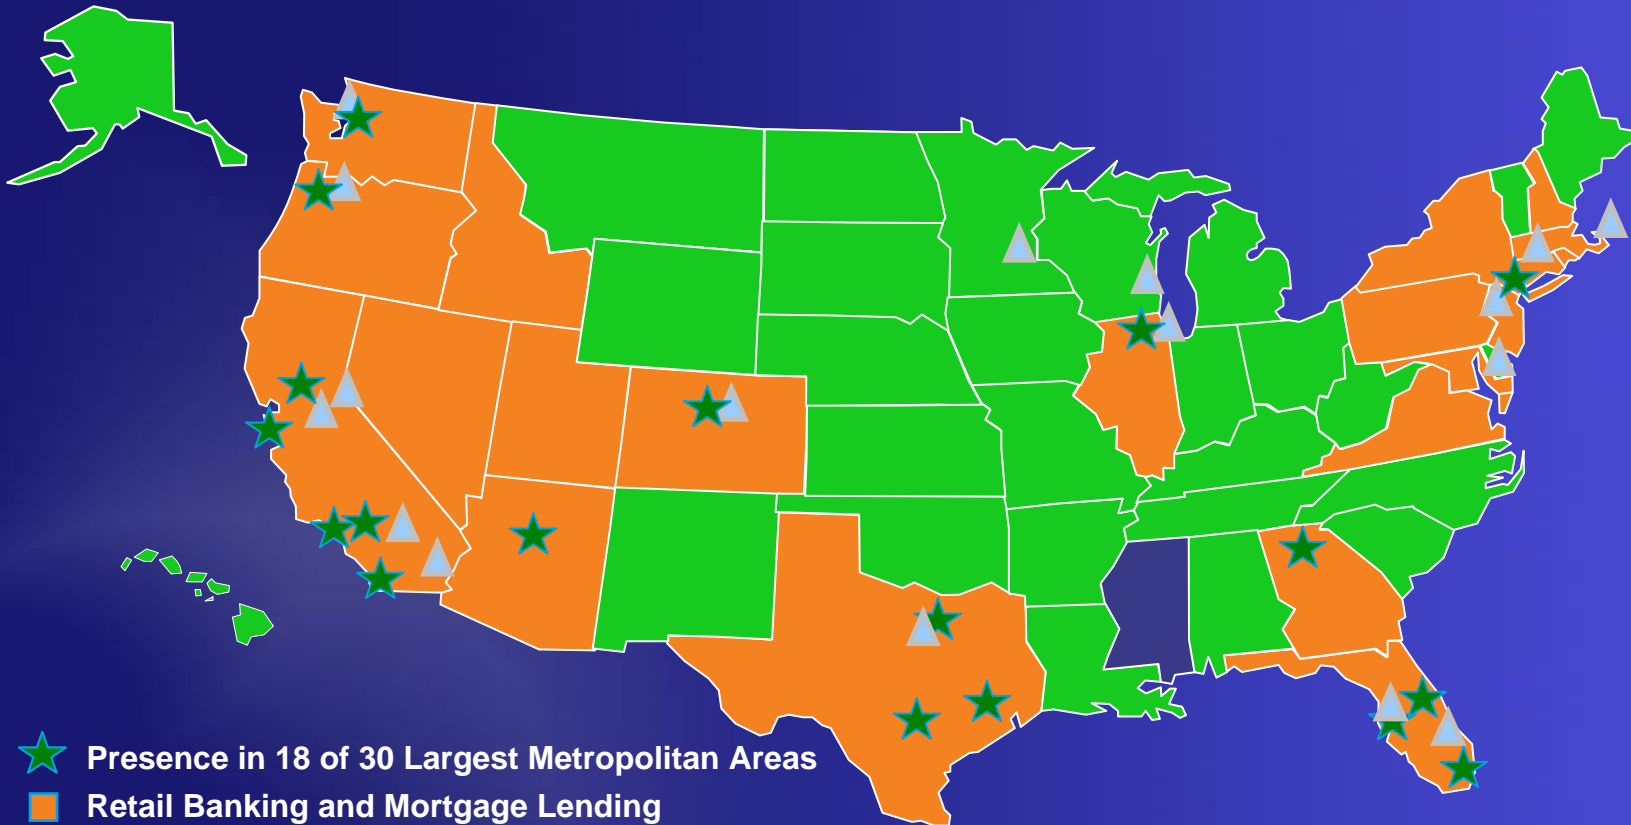 Presence in 18 of 30 Largest Metropolitan Areas
Retail Banking and Mortgage Lending